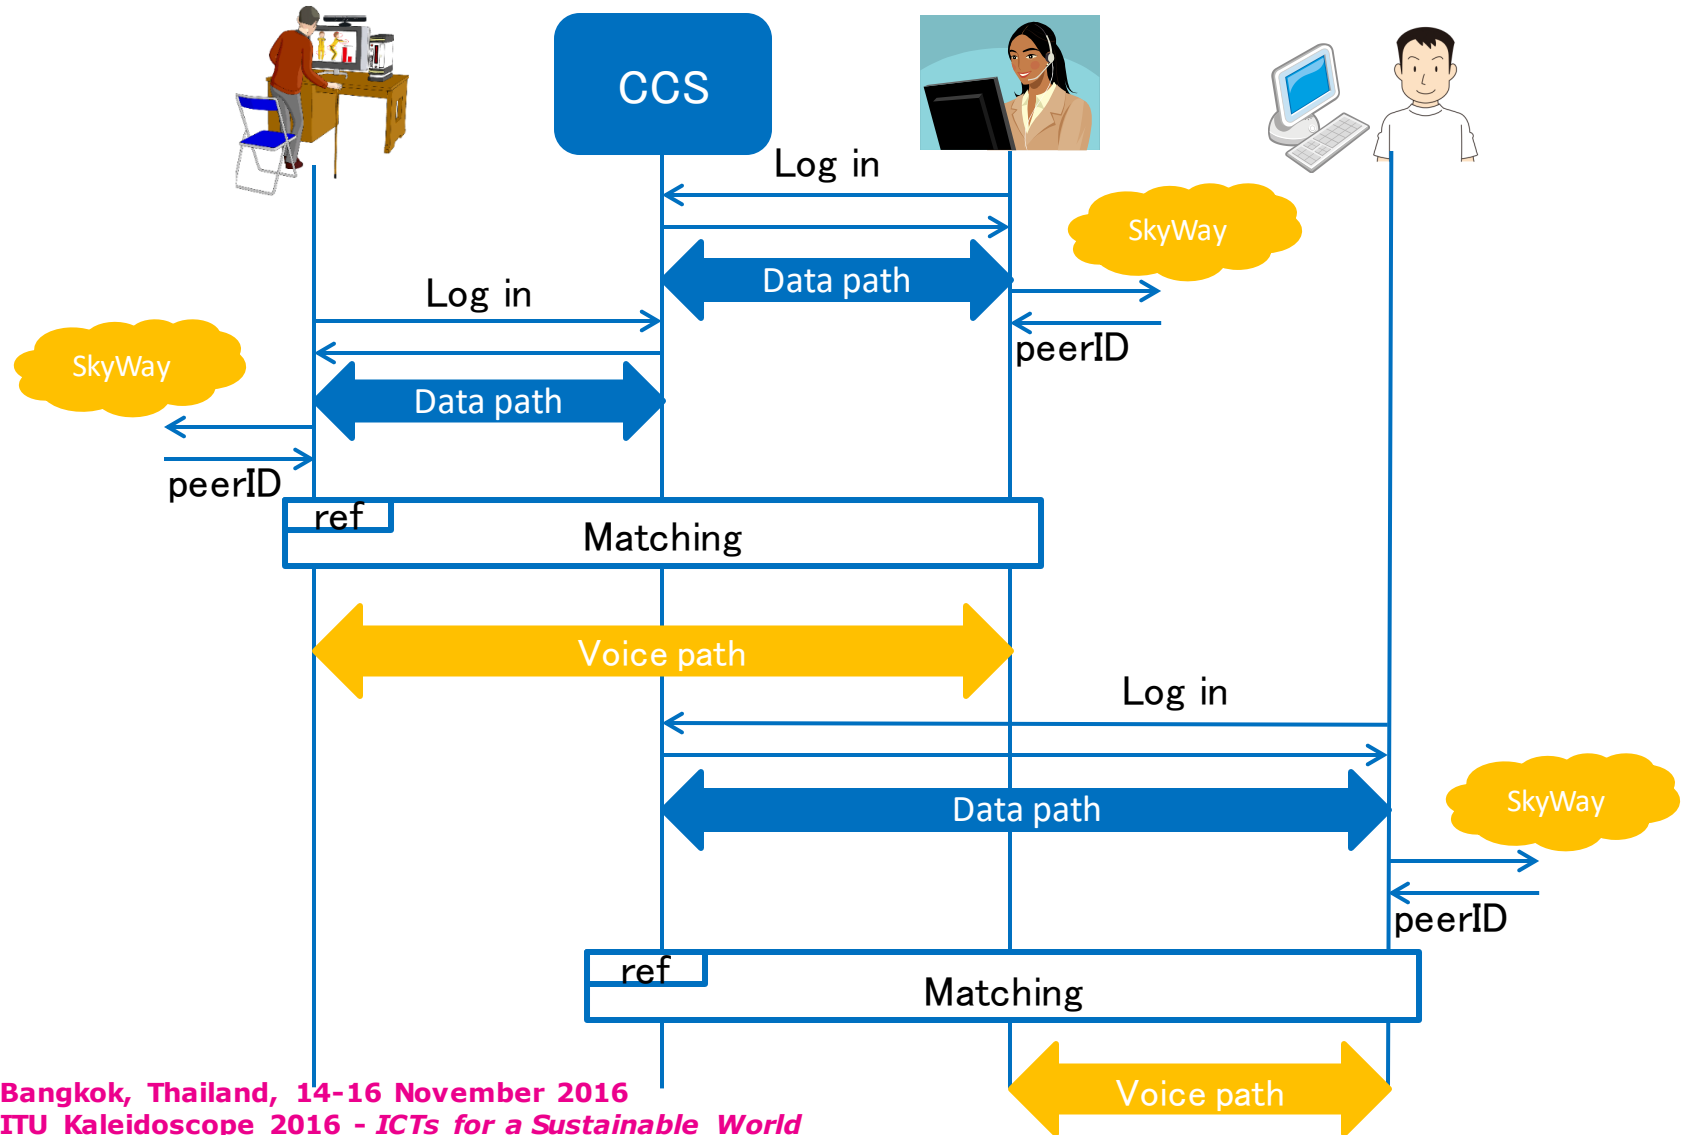 CCS
Log in
SkyWay
Data path
Log in
peerID
SkyWay
Data path
peerID
ref
Matching
Voice path
Log in
SkyWay
Data path
peerID
ref
Matching
Voice path
Bangkok, Thailand, 14-16 November 2016
ITU Kaleidoscope 2016 - ICTs for a Sustainable World